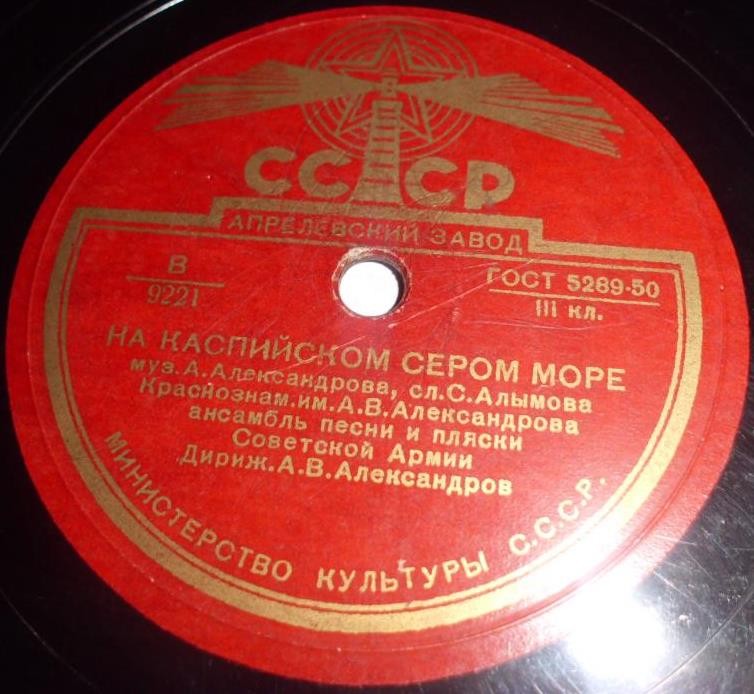 СССР
АПРЕЛЕВСКИЙ ЗАВОД
В
9221
ГОСТ 5289-50
III кл.
НА КАСПИЙСКОМ СЕРОМ МОРЕ
муз.А.Александрова, сл.С.Алымова
Краснознам.им.А.В.Александрова
ансамбль песни и пляски
Советской Армии
Дириж.А.В.Александров
МИНИСТЕРСТВО КУЛЬТУРЫ С.С.С.Р.